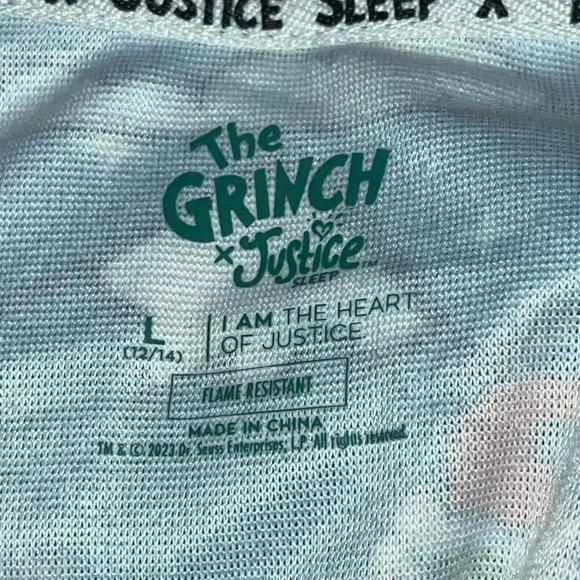 JUSTICE SLEEP X
The
GRINCH
x Justice
SLEEP™
L
(12/14)
I AM THE HEART
OF JUSTICE
FLAME RESISTANT
MADE IN CHINA
TM & © 2023 Dr. Seuss Enterprises, L.P. All rights reserved.